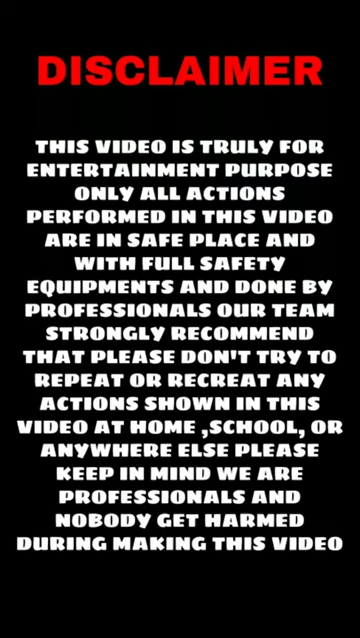 DISCLAIMER
THIS VIDEO IS TRULY FOR
ENTERTAINMENT PURPOSE
ONLY ALL ACTIONS
PERFORMED IN THIS VIDEO
ARE IN SAFE PLACE AND
WITH FULL SAFETY
EQUIPMENTS AND DONE BY
PROFESSIONALS OUR TEAM
STRONGLY RECOMMEND
THAT PLEASE DON'T TRY TO
REPEAT OR RECREAT ANY
ACTIONS SHOWN IN THIS
VIDEO AT HOME ,SCHOOL, OR
ANYWHERE ELSE PLEASE
KEEP IN MIND WE ARE
PROFESSIONALS AND
NOBODY GET HARMED
DURING MAKING THIS VIDEO